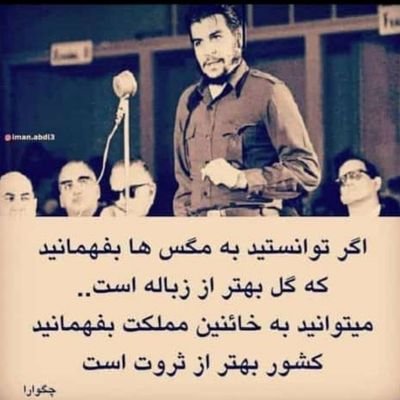 @iman.abdl3
اگر توانستید به مگس ها بفهمانید
که گل بهتر از زباله است..
میتوانید به خائنین مملکت بفهمانید
کشور بهتر از ثروت است
چگوارا